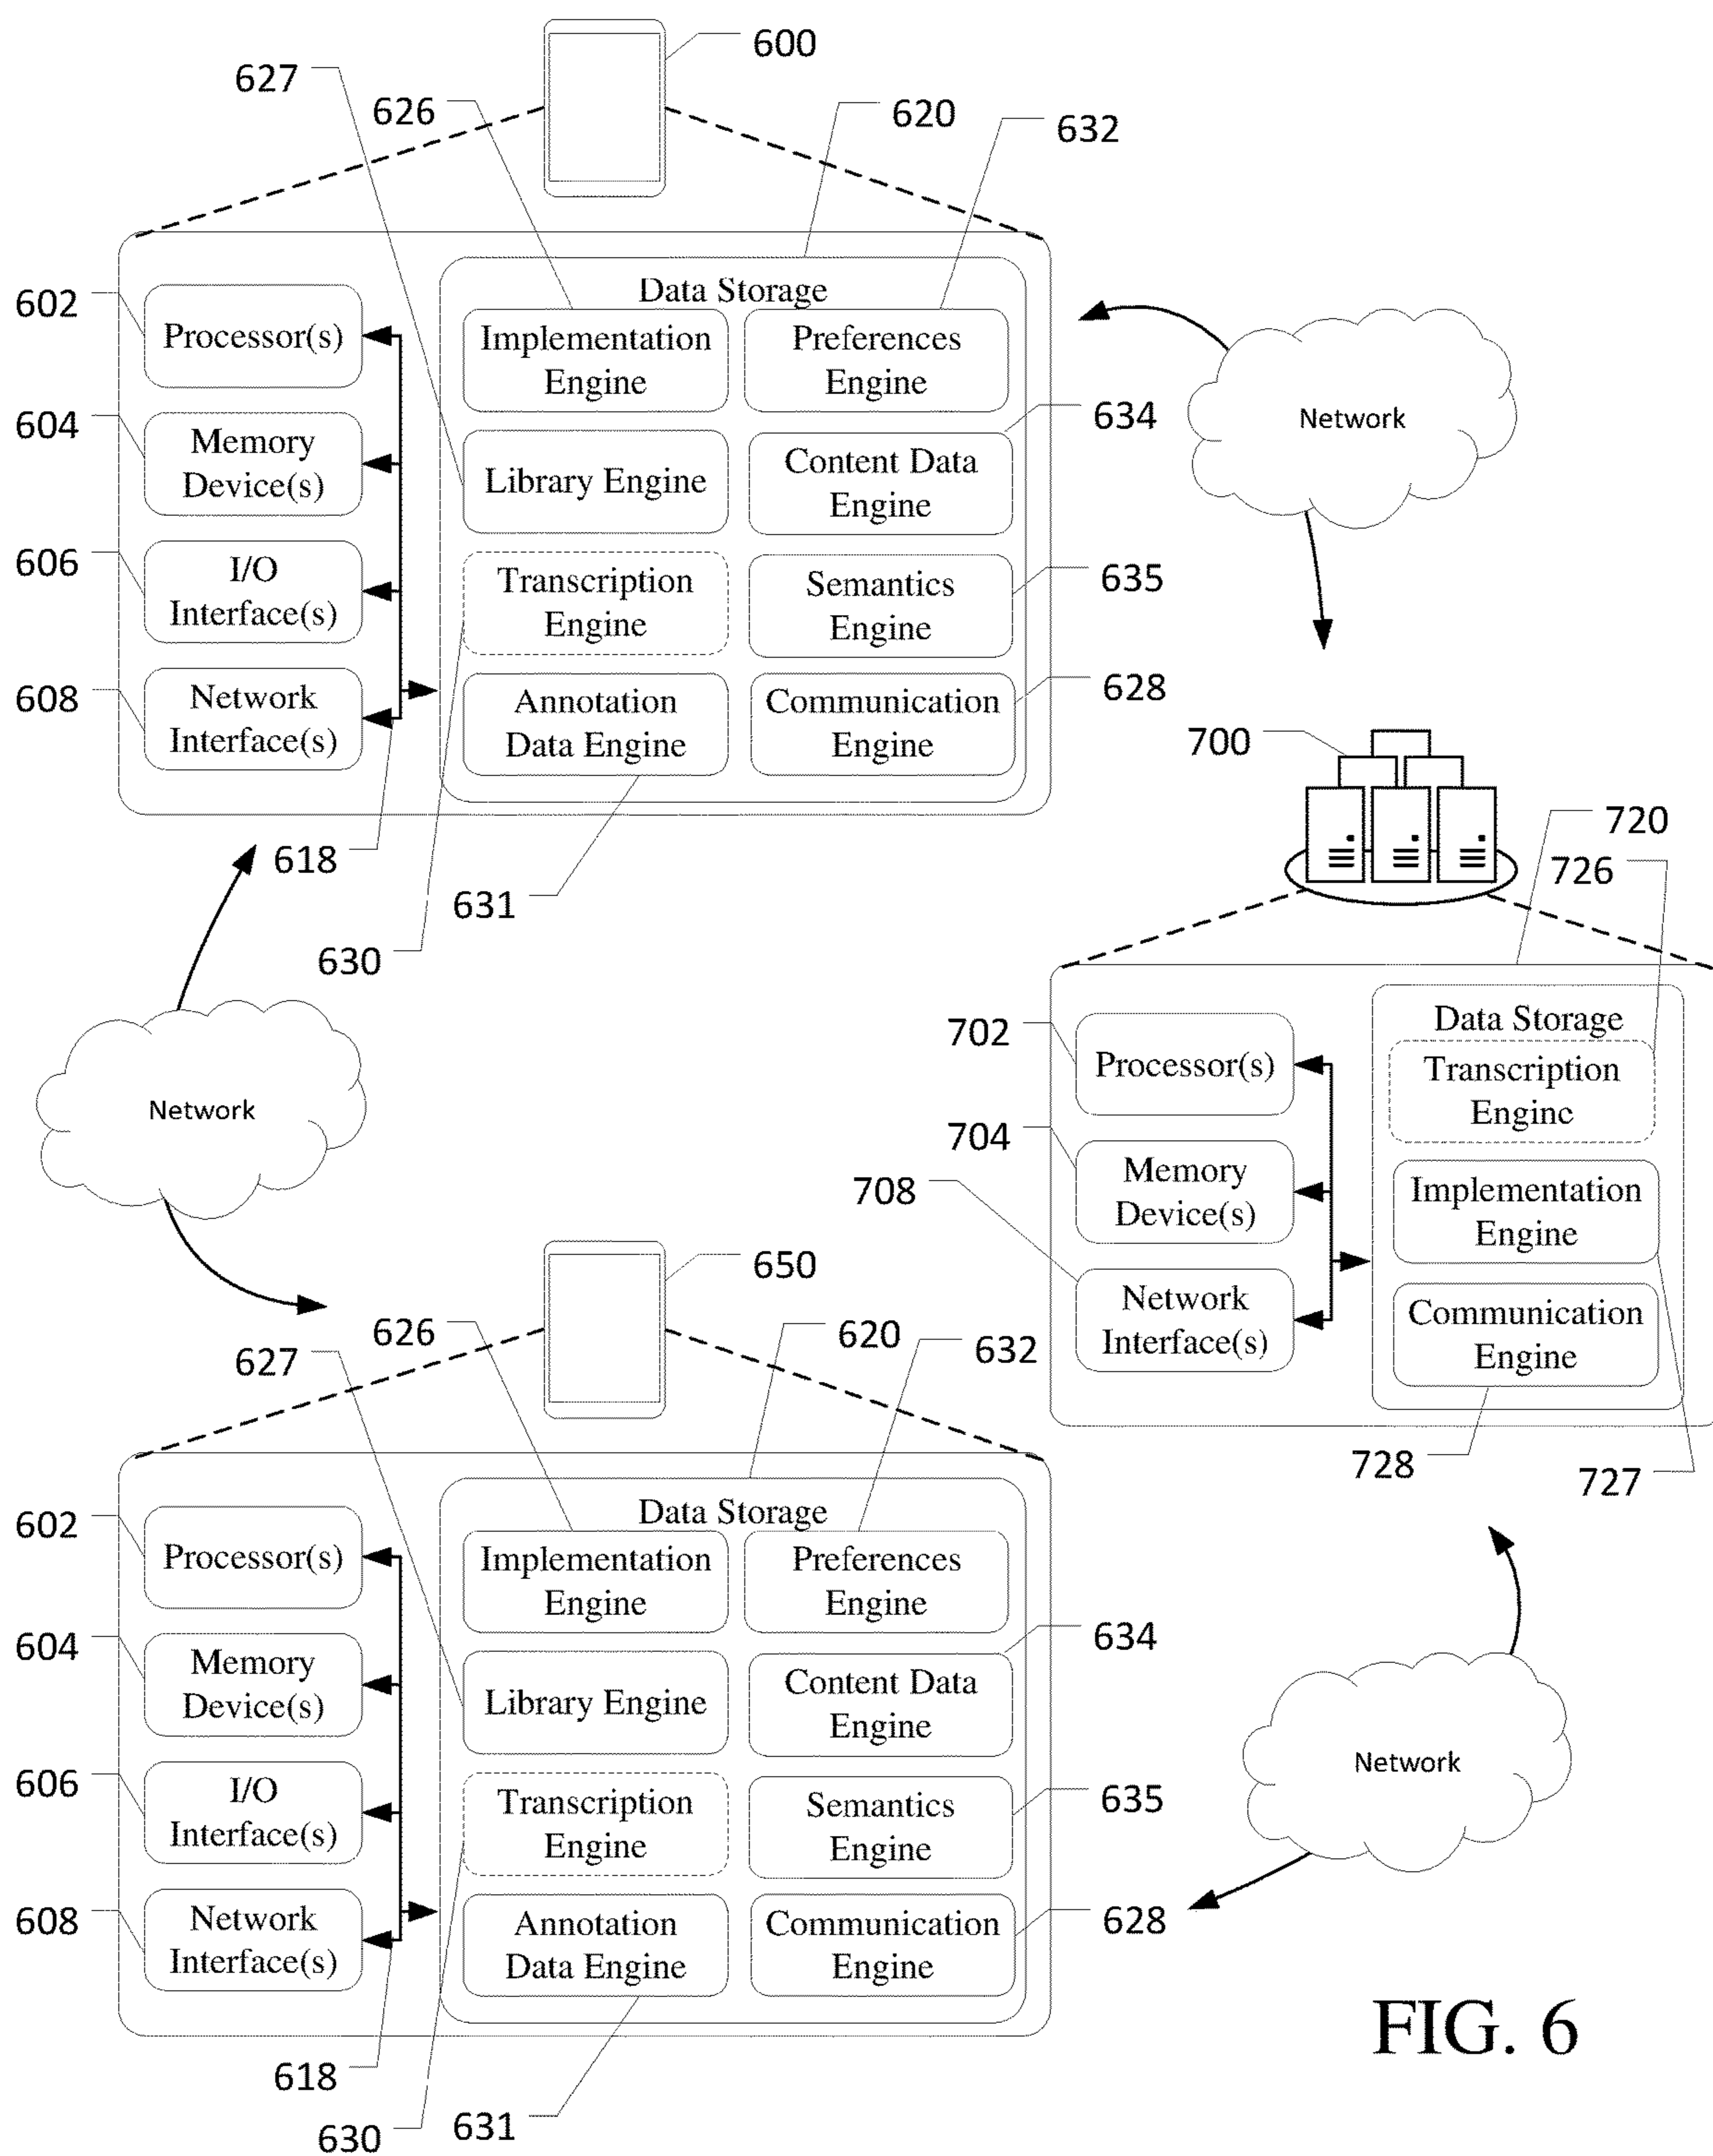 600
627
626
620
632
Data Storage
602
Processor(s)
Implementation
Engine
Preferences
Engine
604
Memory
Device(s)
Library Engine
Content Data
Engine
634
Network
606
I/O
Interface(s)
Transcription
Engine
Semantics
Engine
635
608
Network
Interface(s)
Annotation
Data Engine
Communication
Engine
628
618
631
630
700
720
726
Network
702
Processor(s)
Data Storage
Transcription
Engine
704
Memory
Device(s)
Implementation
Engine
708
Network
Interface(s)
Communication
Engine
728
727
650
626
620
632
627
Data Storage
602
Processor(s)
Implementation
Engine
Preferences
Engine
604
Memory
Device(s)
Library Engine
Content Data
Engine
634
Network
606
I/O
Interface(s)
Transcription
Engine
Semantics
Engine
635
608
Network
Interface(s)
Annotation
Data Engine
Communication
Engine
628
618
631
630
FIG. 6